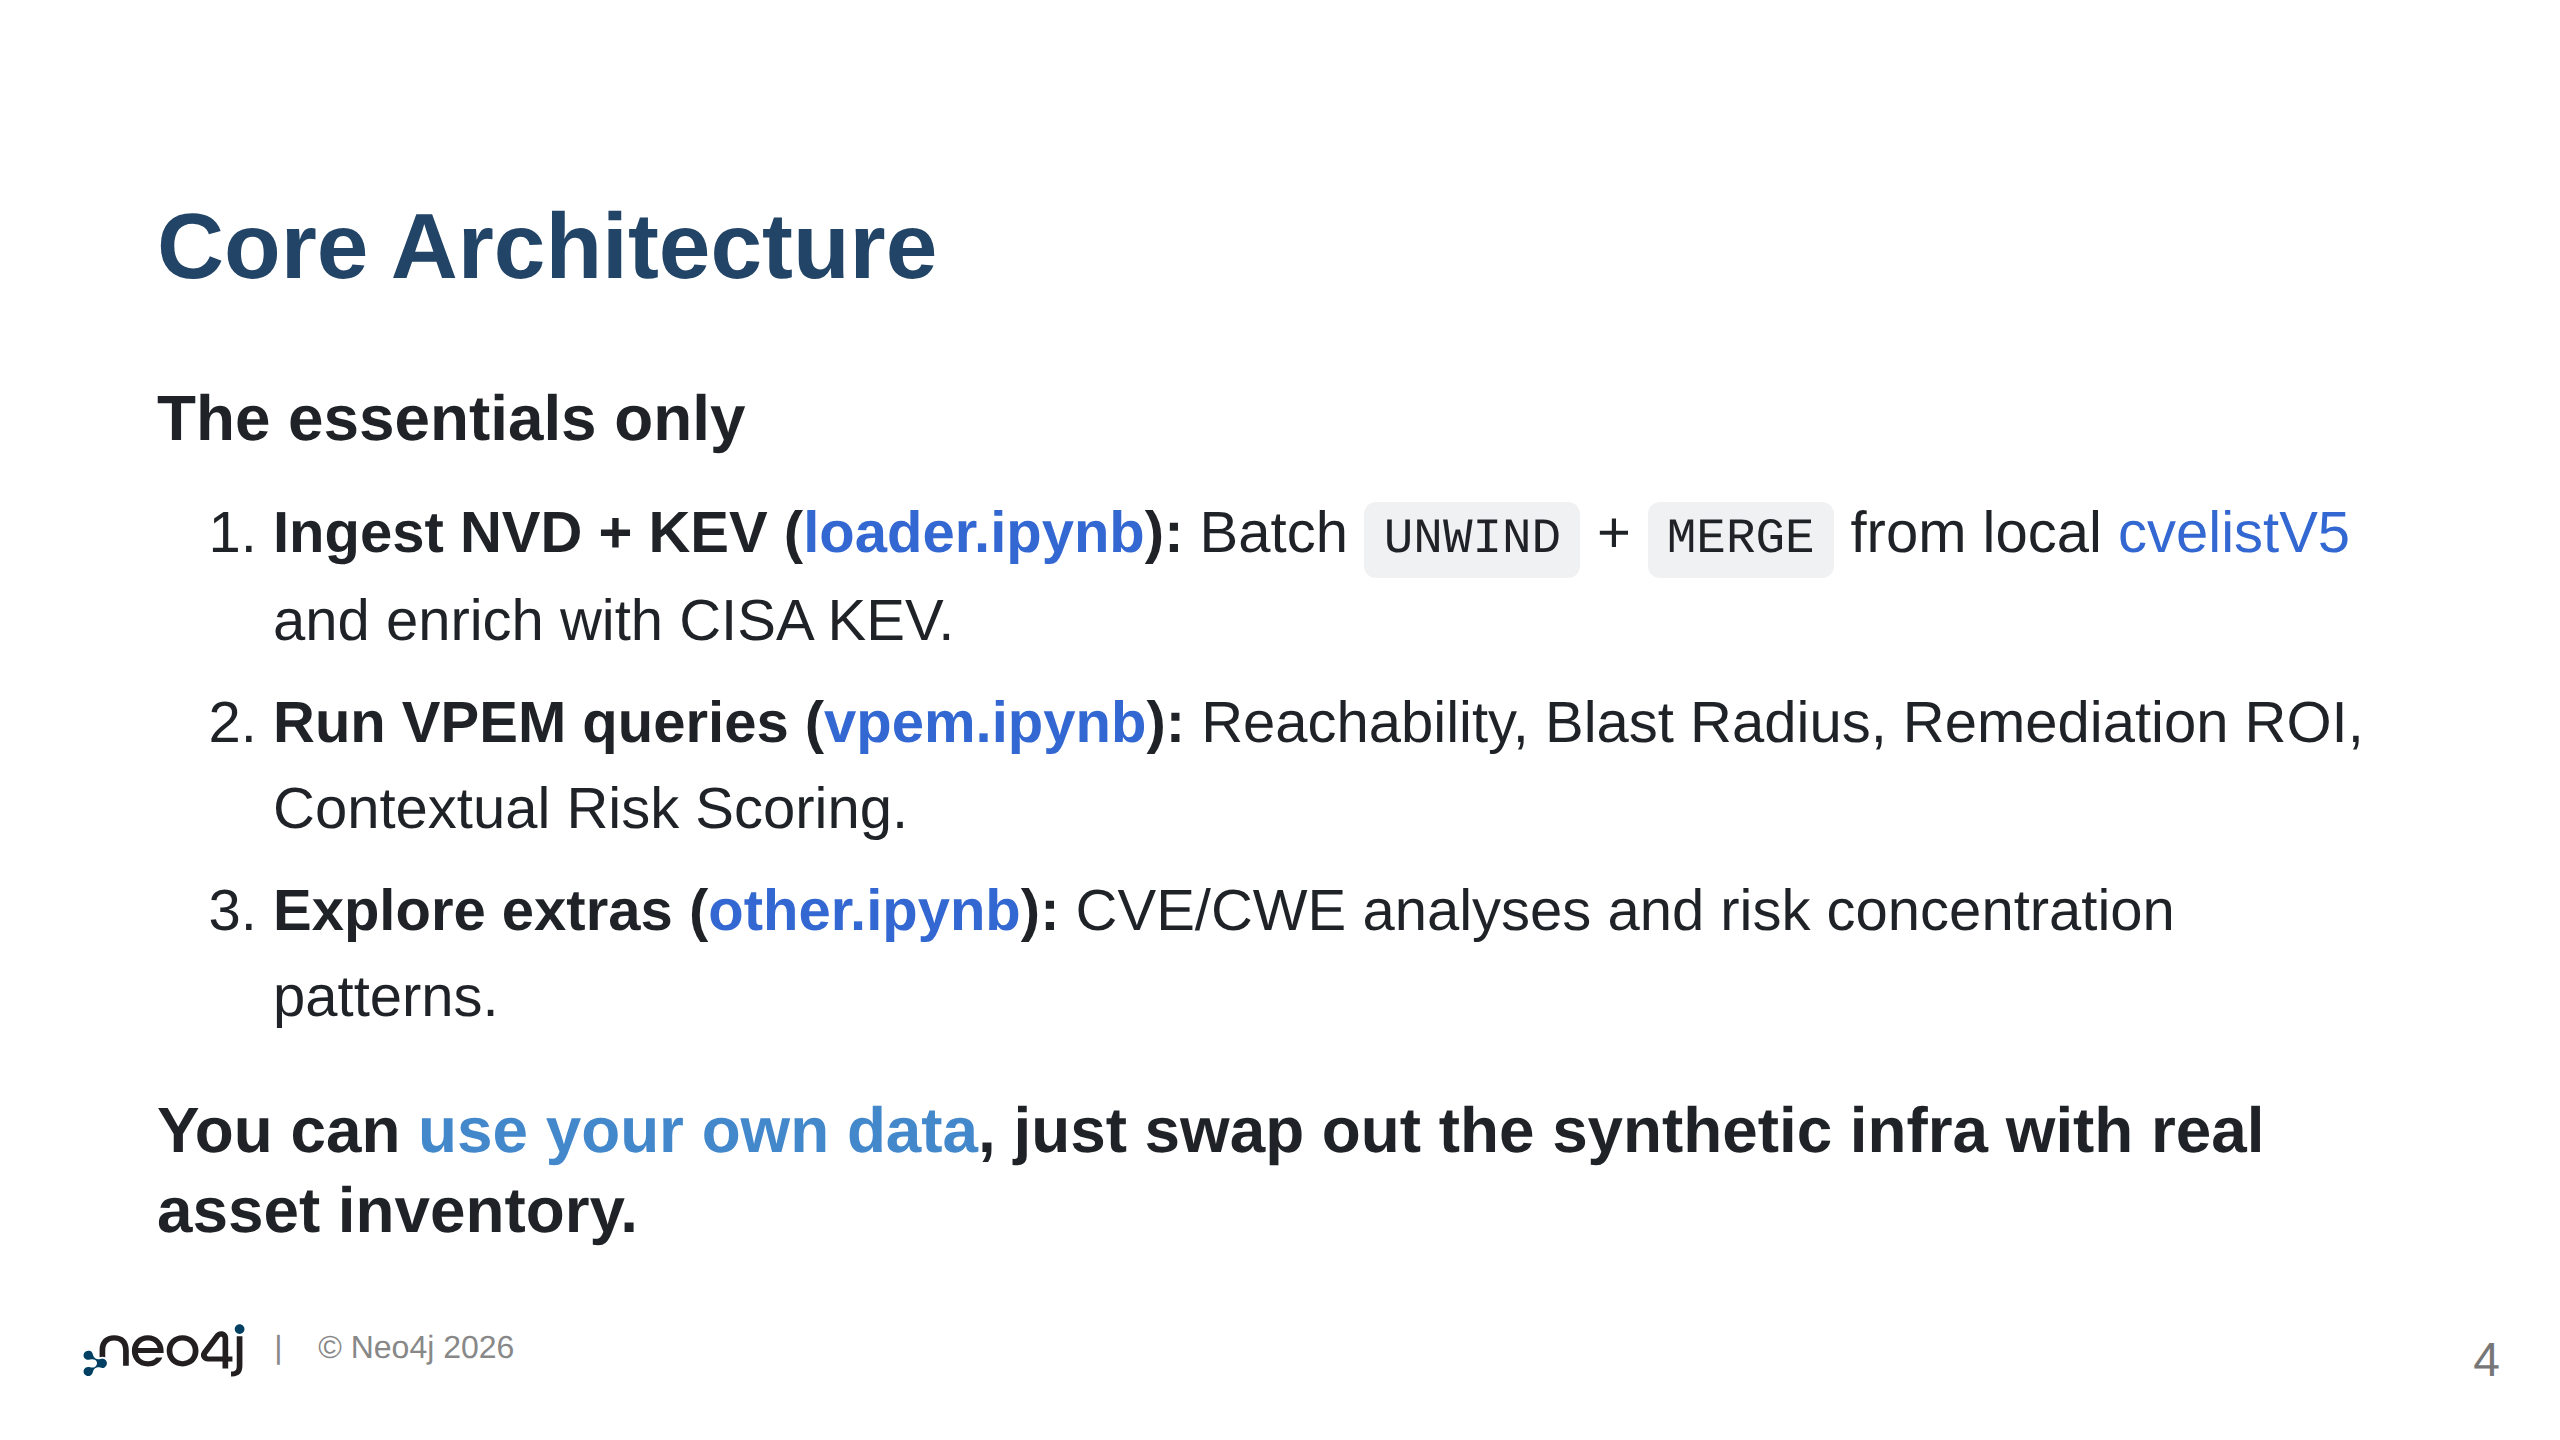 Core Architecture
The essentials only
1. Ingest NVD + KEV (loader.ipynb): Batch UNWIND + MERGE from local cvelistV5
and enrich with CISA KEV.
2. Run VPEM queries (vpem.ipynb): Reachability, Blast Radius, Remediation ROI,
Contextual Risk Scoring.
3. Explore extras (other.ipynb): CVE/CWE analyses and risk concentration
patterns.
You can use your own data, just swap out the synthetic infra with real
asset inventory.
neo4j | © Neo4j 2026
4